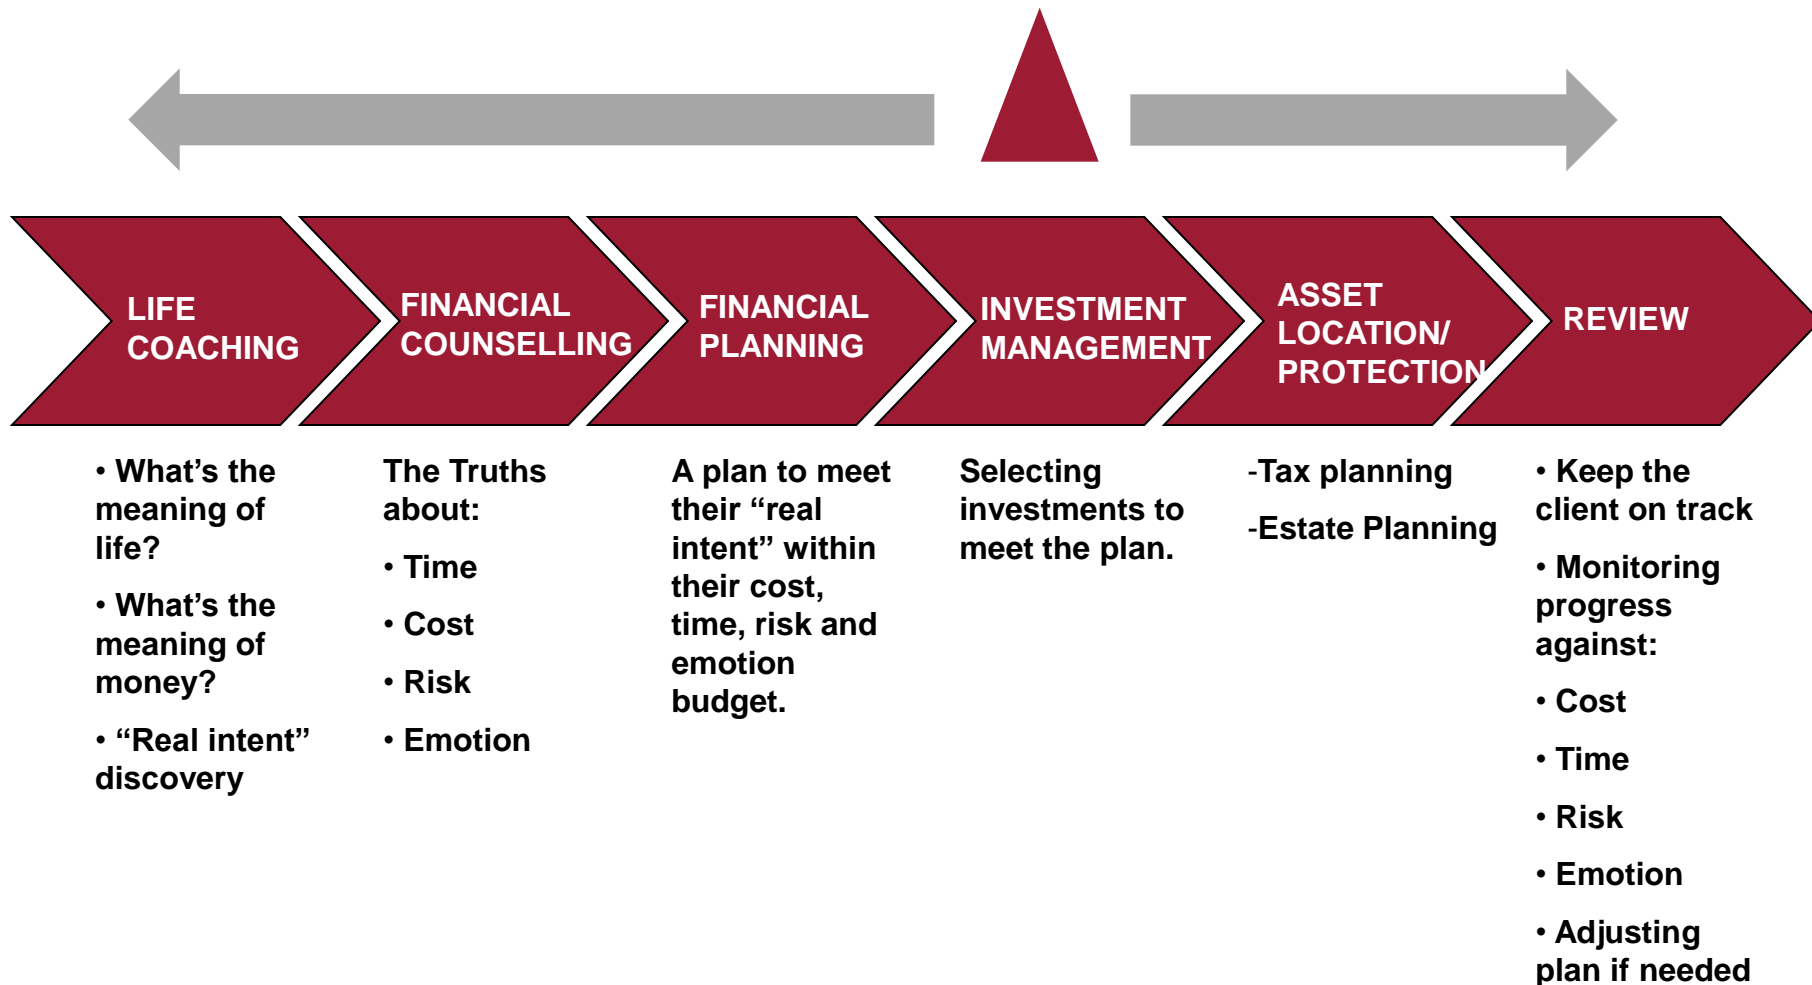 LIFE
COACHING
FINANCIAL
COUNSELLING
FINANCIAL
PLANNING
INVESTMENT
MANAGEMENT
ASSET
LOCATION/
PROTECTION
REVIEW
• What’s the
meaning of
life?
• What’s the
meaning of
money?
• “Real intent”
discovery
The Truths
about:
• Time
• Cost
• Risk
• Emotion
A plan to meet
their “real
intent” within
their cost,
time, risk and
emotion
budget.
Selecting
investments to
meet the plan.
-Tax planning
-Estate Planning
• Keep the
client on track
• Monitoring
progress
against:
• Cost
• Time
• Risk
• Emotion
• Adjusting
plan if needed